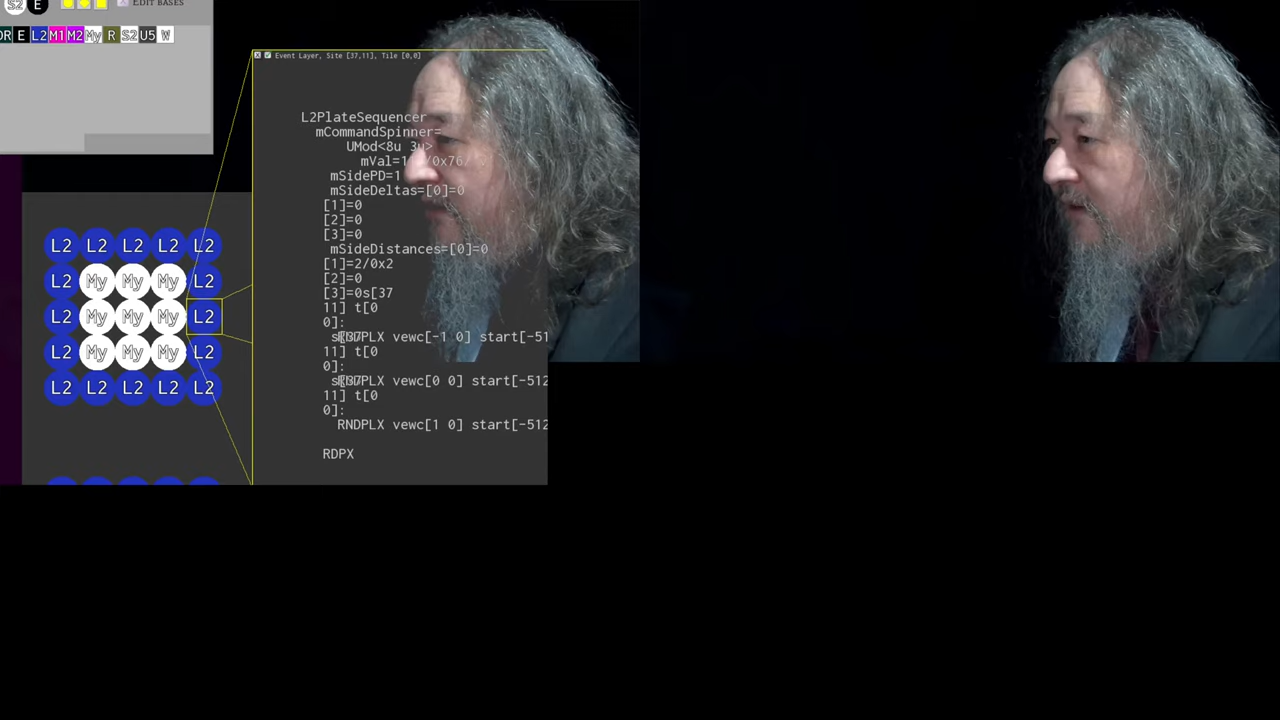 S2 E EDIT BASES
DR E L2 M1 M2 My R S2 U5 W
Event Layer, Site [37,11], Tile [0,0]
L2PlateSequencer
mCommandSpinner=
UMod<8u 3u>
/0x76/
mSidePD=1
mSideDeltas=[0]=0
[1]=0
[2]=0
[3]=0
mSideDistances=[0]=0
[1]=2/0x2
[2]=0
[3]=0s[37
11] t[0
0]:
RNDPLX vewc[-1 0] start[-51
11] t[0
0]:
vewc[0 0] start[-512
11] t[0
0]:
RNDPLX vewc[1 0] start[-512
RDPX
L2 L2 L2 L2 L2
L2 My My My L2
L2 My My My L2
L2 My My My L2
L2 L2 L2 L2 L2